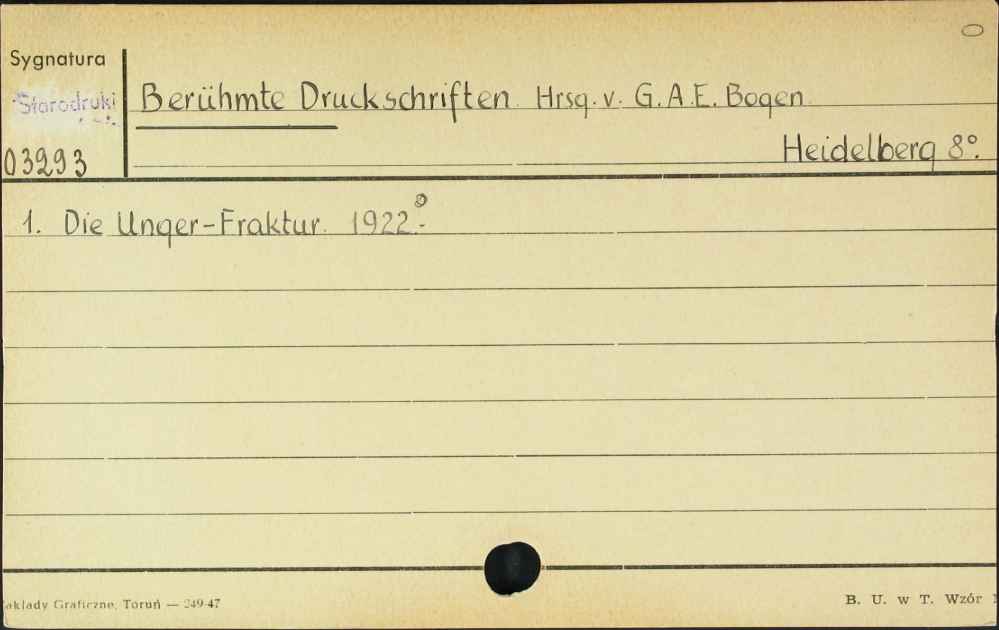 Sygnatura
Starodruki
03293
Berühmte Druckschriften. Hrsg. v. G. A. E. Bogen.
Heidelberg 8°.
1. Die Unger-Fraktur. 1922.-
akłady Graficzne, Toruń — 249-47
B. U. w T. Wzór